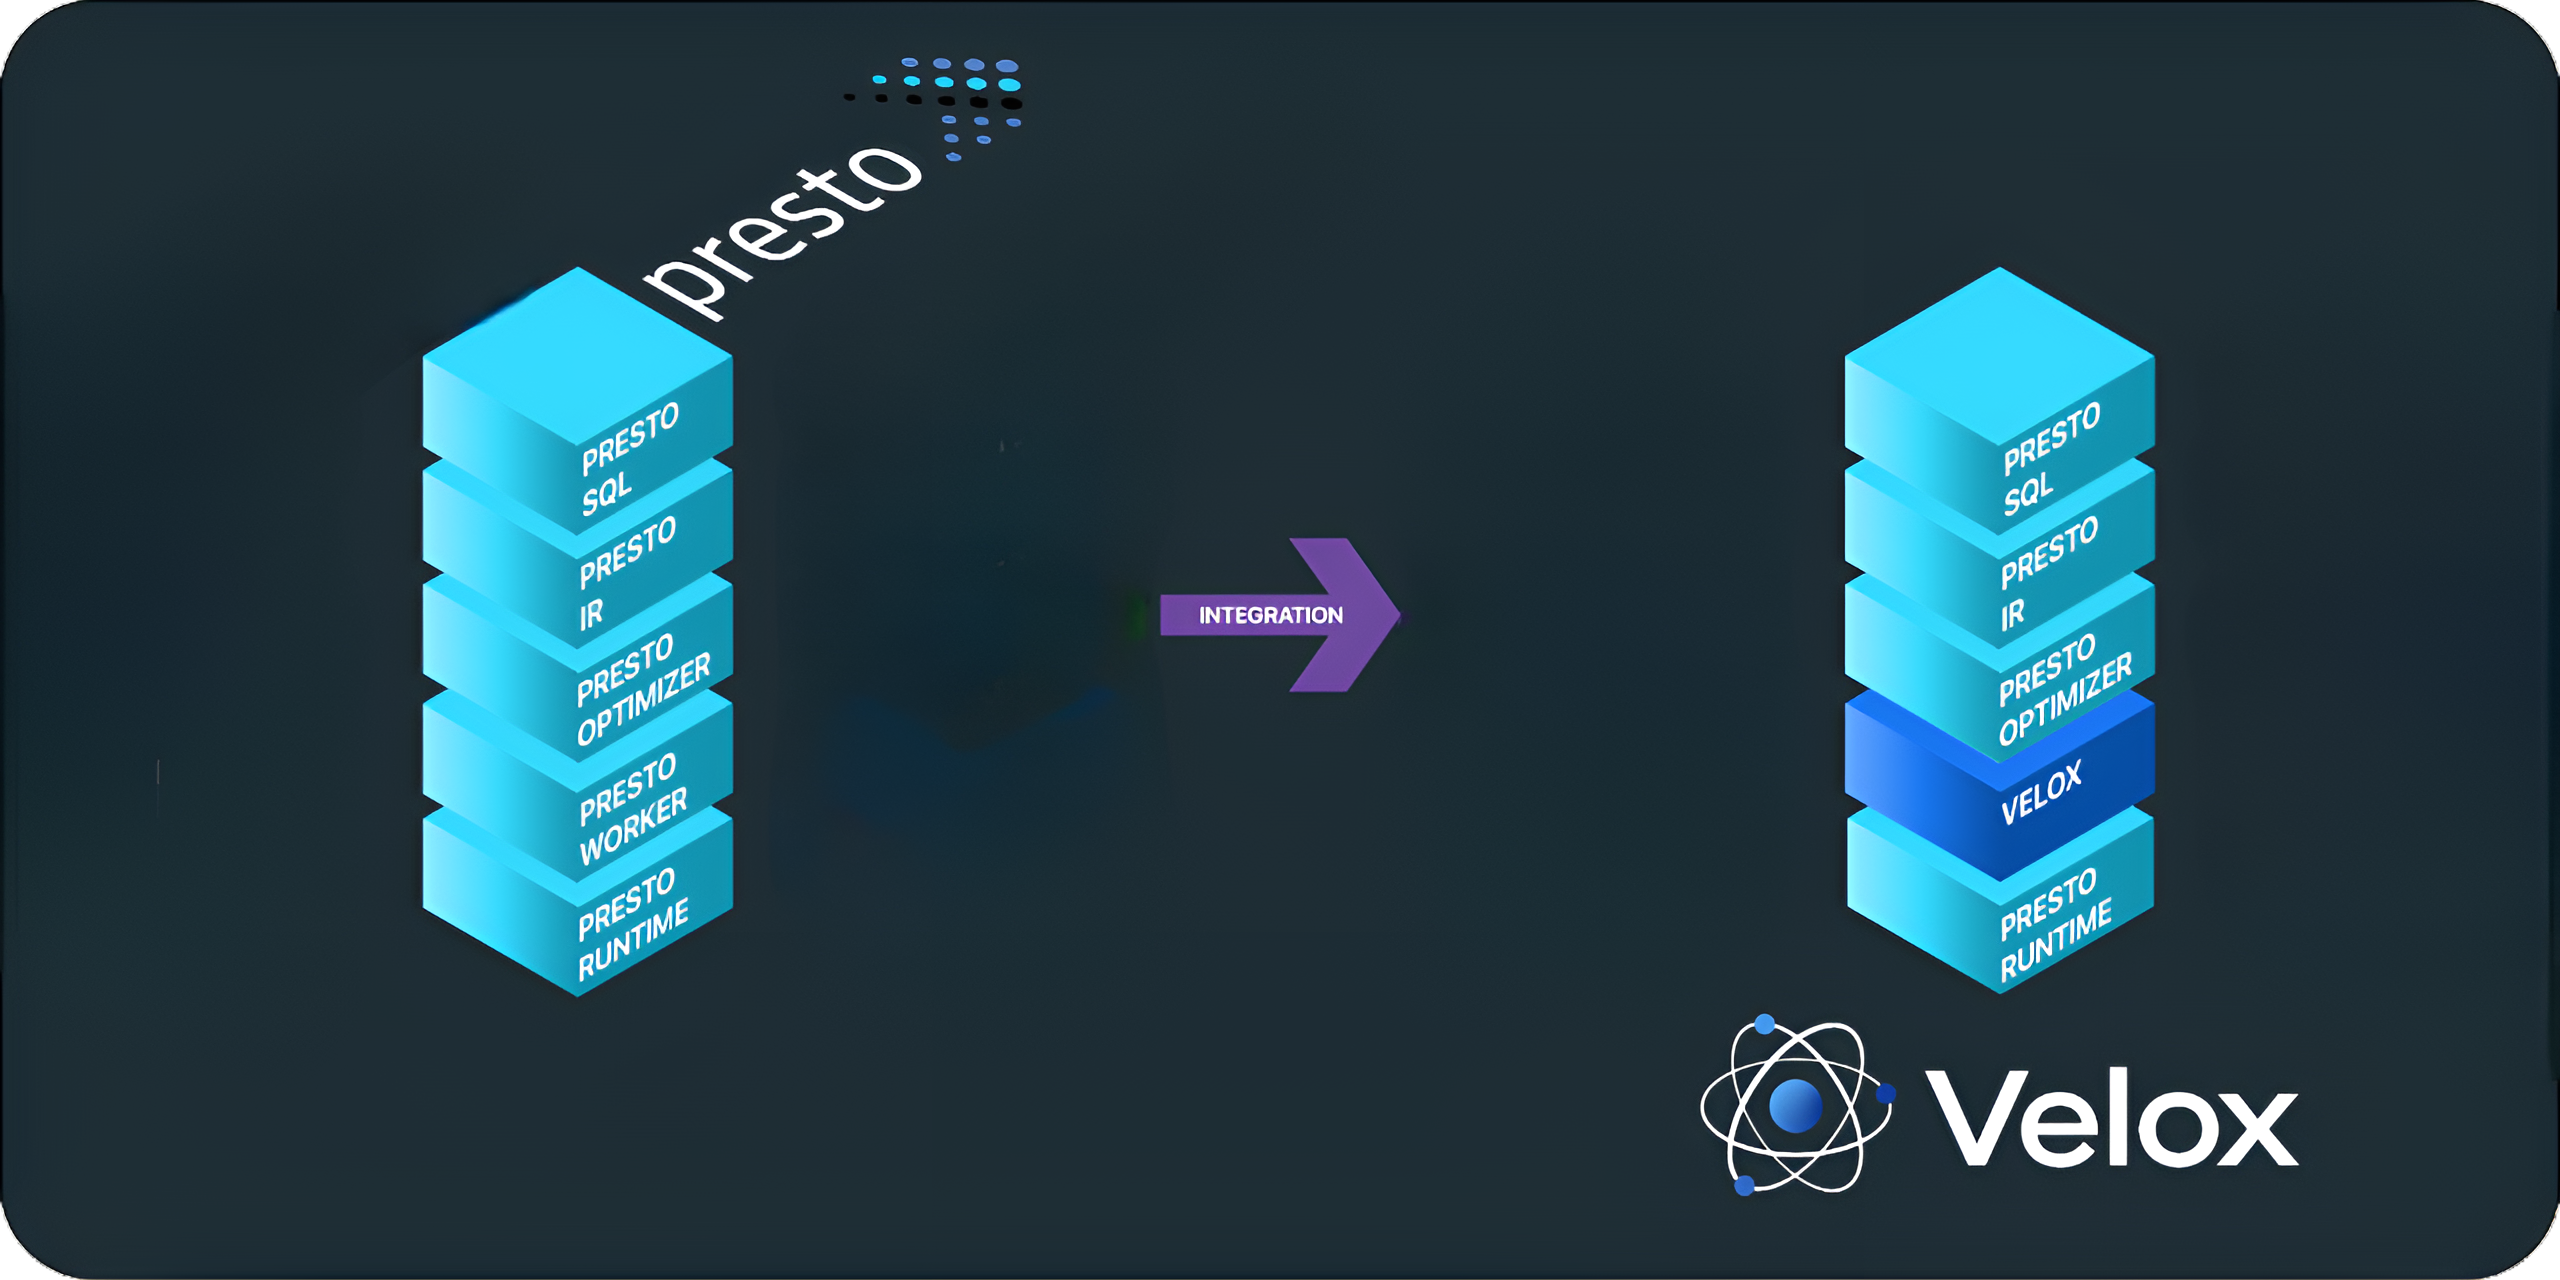 presto
PRESTO
SQL
PRESTO
IR
PRESTO
OPTIMIZER
PRESTO
WORKER
PRESTO
RUNTIME
INTEGRATION
PRESTO
SQL
PRESTO
IR
PRESTO
OPTIMIZER
VELOX
PRESTO
RUNTIME
Velox